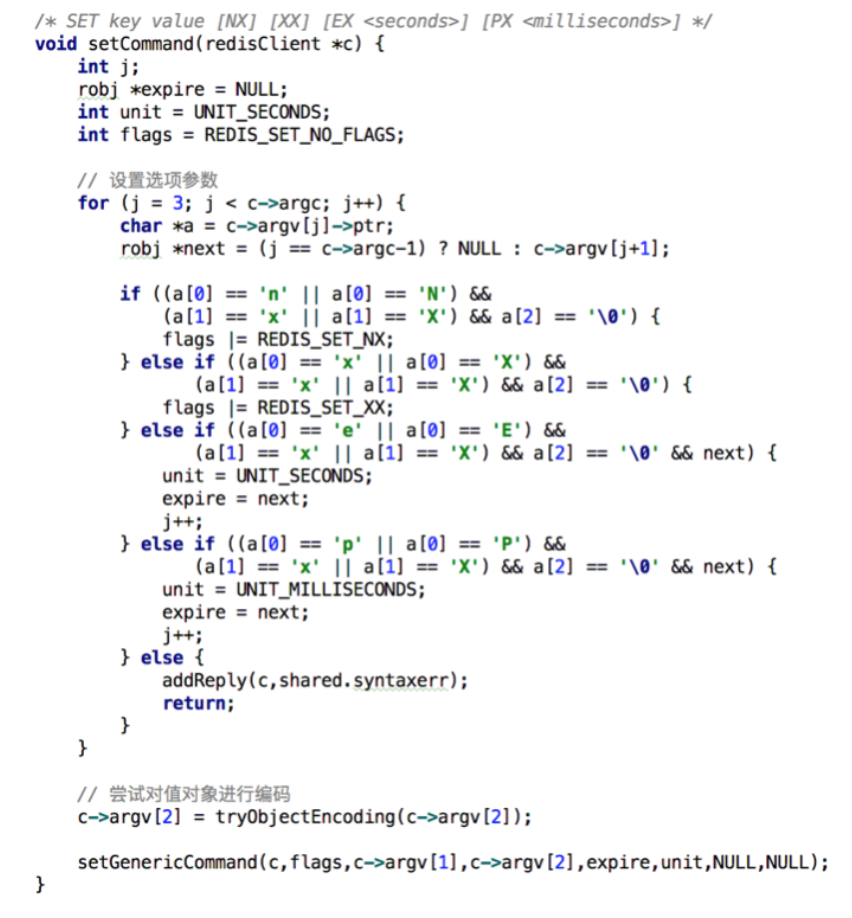 /* SET key value [NX] [XX] [EX <seconds>] [PX <milliseconds>] */
void setCommand(redisClient *c) {
    int j;
    robj *expire = NULL;
    int unit = UNIT_SECONDS;
    int flags = REDIS_SET_NO_FLAGS;

    // 设置选项参数
    for (j = 3; j < c->argc; j++) {
        char *a = c->argv[j]->ptr;
        robj *next = (j == c->argc-1) ? NULL : c->argv[j+1];

        if ((a[0] == 'n' || a[0] == 'N') &&
            (a[1] == 'x' || a[1] == 'X') && a[2] == '\0') {
            flags |= REDIS_SET_NX;
        } else if ((a[0] == 'x' || a[0] == 'X') &&
               (a[1] == 'x' || a[1] == 'X') && a[2] == '\0') {
            flags |= REDIS_SET_XX;
        } else if ((a[0] == 'e' || a[0] == 'E') &&
               (a[1] == 'x' || a[1] == 'X') && a[2] == '\0' && next) {
            unit = UNIT_SECONDS;
            expire = next;
            j++;
        } else if ((a[0] == 'p' || a[0] == 'P') &&
               (a[1] == 'x' || a[1] == 'X') && a[2] == '\0' && next) {
            unit = UNIT_MILLISECONDS;
            expire = next;
            j++;
        } else {
            addReply(c,shared.syntaxerr);
            return;
        }
    }

    // 尝试对值对象进行编码
    c->argv[2] = tryObjectEncoding(c->argv[2]);

    setGenericCommand(c,flags,c->argv[1],c->argv[2],expire,unit,NULL,NULL);
}